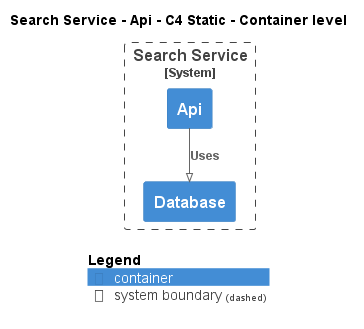 Search Service - Api - C4 Static - Container level
Search Service
[System]
Api
Uses
Database
Legend
container
system boundary (dashed)